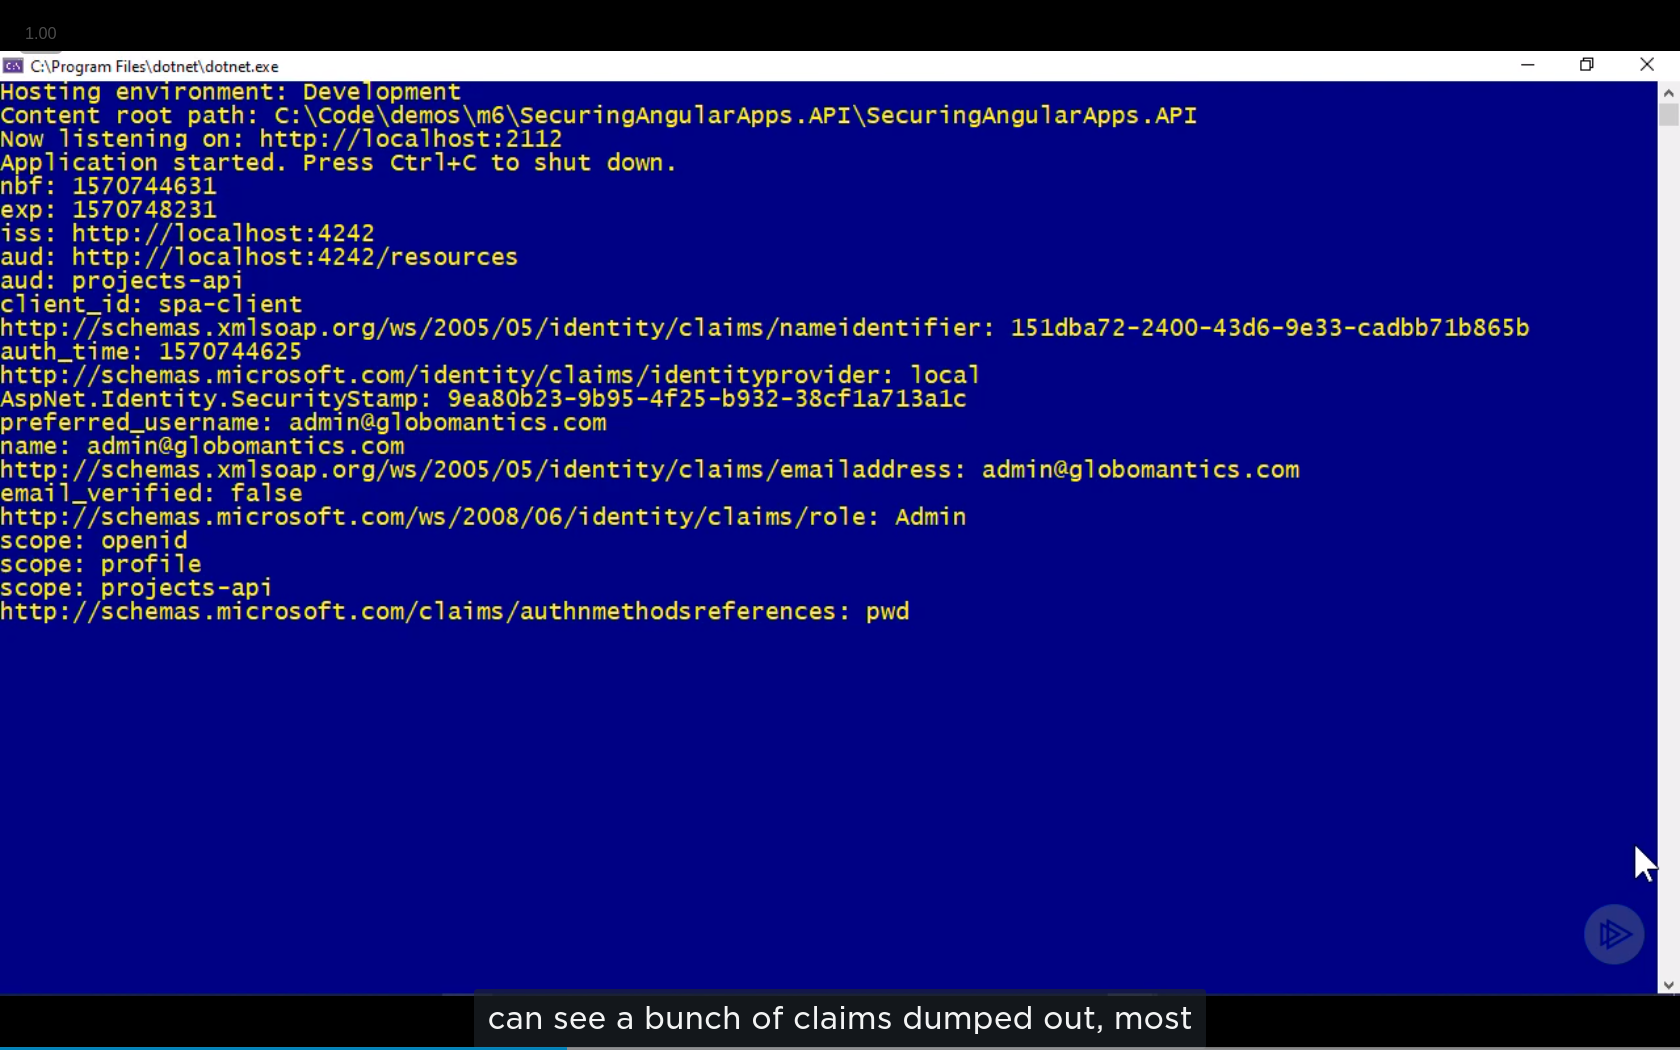 1.00
C:\Program Files\dotnet\dotnet.exe
Hosting environment: Development
Content root path: C:\Code\demos\m6\SecuringAngularApps.API\SecuringAngularApps.API
Now listening on: http://localhost:2112
Application started. Press Ctrl+C to shut down.
nbf: 1570744631
exp: 1570748231
iss: http://localhost:4242
aud: http://localhost:4242/resources
aud: projects-api
client_id: spa-client
http://schemas.xmlsoap.org/ws/2005/05/identity/claims/nameidentifier: 151dba72-2400-43d6-9e33-cadbb71b865b
auth_time: 1570744625
http://schemas.microsoft.com/identity/claims/identityprovider: local
AspNet.Identity.SecurityStamp: 9ea80b23-9b95-4f25-b932-38cf1a713a1c
preferred_username: admin@globomantics.com
name: admin@globomantics.com
http://schemas.xmlsoap.org/ws/2005/05/identity/claims/emailaddress: admin@globomantics.com
email_verified: false
http://schemas.microsoft.com/ws/2008/06/identity/claims/role: Admin
scope: openid
scope: profile
scope: projects-api
http://schemas.microsoft.com/claims/authnmethodsreferences: pwd
can see a bunch of claims dumped out, most